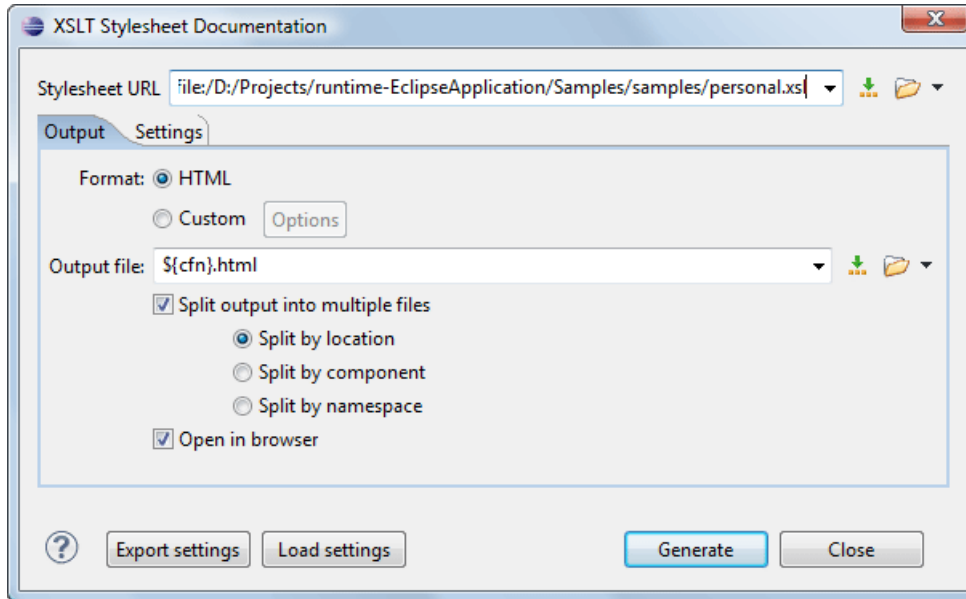 XSLT Stylesheet Documentation
Stylesheet URL file:/D:/Projects/runtime-EclipseApplication/Samples/samples/personal.xsl
Output Settings
Format: HTML
Custom Options
Output file: ${cfn}.html
Split output into multiple files
Split by location
Split by component
Split by namespace
Open in browser
? Export settings Load settings Generate Close